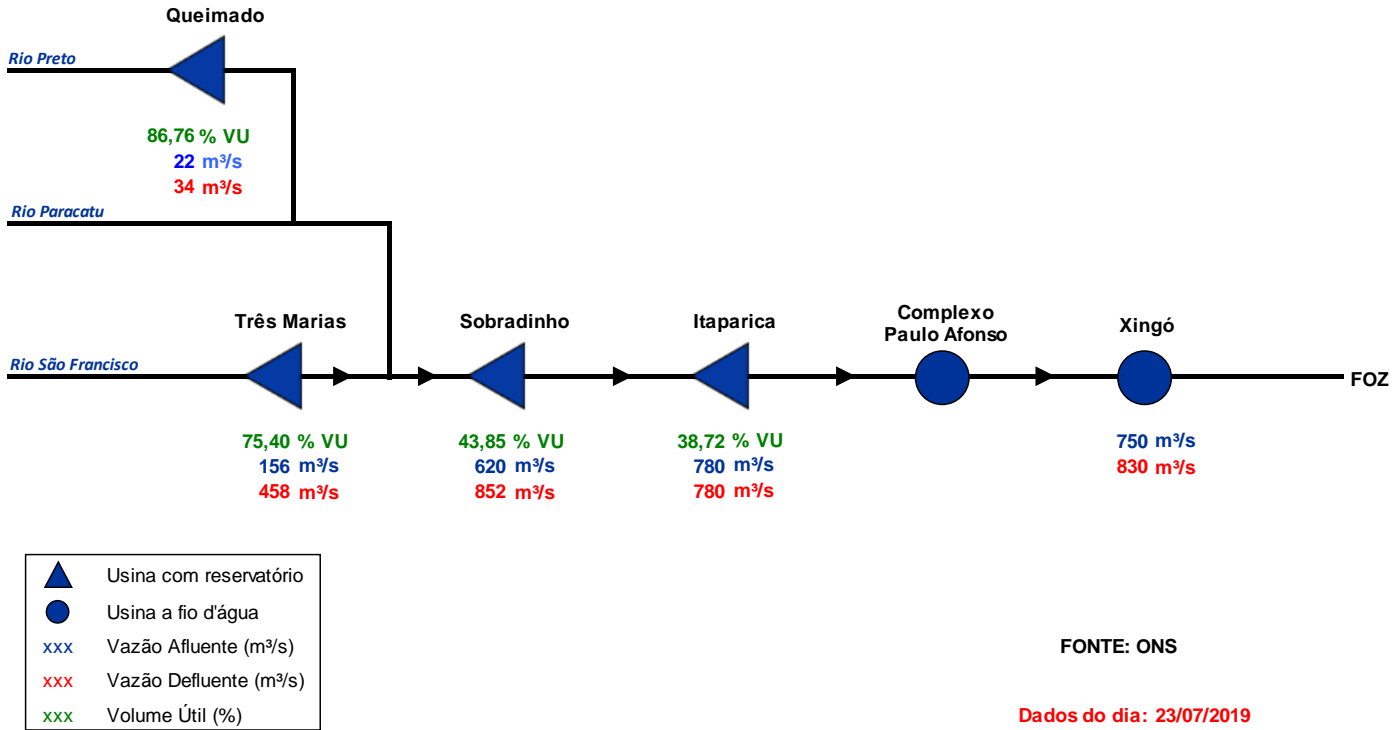 Queimado
Rio Preto
86,76 % VU
22 m³/s
34 m³/s
Rio Paracatu
Três Marias
Sobradinho
Itaparica
Complexo
Paulo Afonso
Xingó
Rio São Francisco
FOZ
75,40 % VU
156 m³/s
458 m³/s
43,85 % VU
620 m³/s
852 m³/s
38,72 % VU
780 m³/s
780 m³/s
750 m³/s
830 m³/s
Usina com reservatório
Usina a fio d'água
xxx Vazão Afluente (m³/s)
xxx Vazão Defluente (m³/s)
xxx Volume Útil (%)
FONTE: ONS
Dados do dia: 23/07/2019